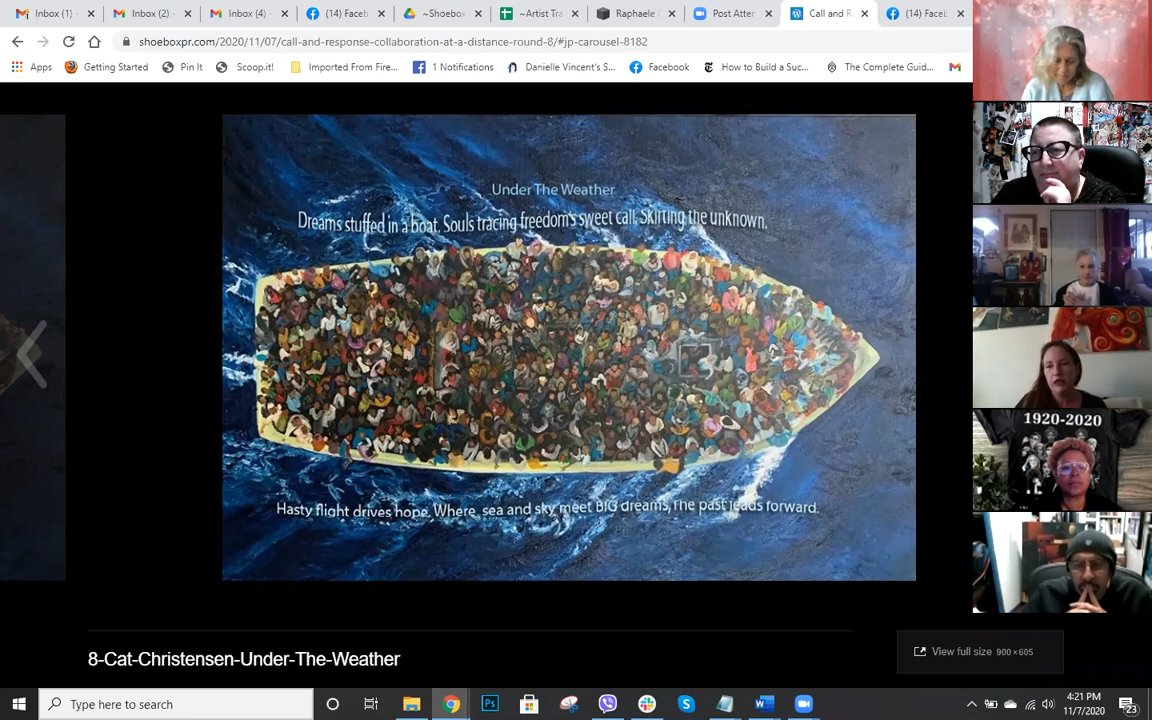 Inbox (1) -
Inbox (2) -
Inbox (4) -
(14) Faceb
~Shoebox
~Artist Tra
Raphaele
Post Atter
Call and R
(14) Faceb
shoeboxpr.com/2020/11/07/call-and-response-collaboration-at-a-distance-round-8/#jp-carousel-8182
Apps
Getting Started
Pin It
Scoop.it!
Imported From Fire...
1 Notifications
Danielle Vincent's S...
Facebook
How to Build a Suc...
The Complete Guid...
Under The Weather
Dreams stuffed in a boat. Souls tracing freedom's sweet call. Skirting the unknown.
Hasty flight drives hope. Where, sea and sky meet BIG dreams, The past leads forward.
1920-2020
8-Cat-Christensen-Under-The-Weather
View full size 900×605
Type here to search
4:21 PM
11/7/2020
23